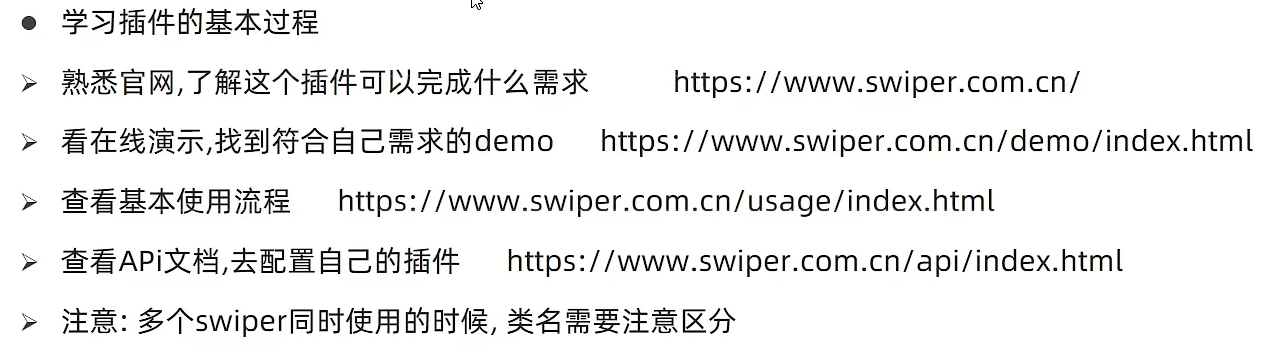 ● 学习插件的基本过程
➢ 熟悉官网,了解这个插件可以完成什么需求 https://www.swiper.com.cn/
➢ 看在线演示,找到符合自己需求的demo https://www.swiper.com.cn/demo/index.html
➢ 查看基本使用流程 https://www.swiper.com.cn/usage/index.html
➢ 查看APi文档,去配置自己的插件 https://www.swiper.com.cn/api/index.html
➢ 注意: 多个swiper同时使用的时候, 类名需要注意区分